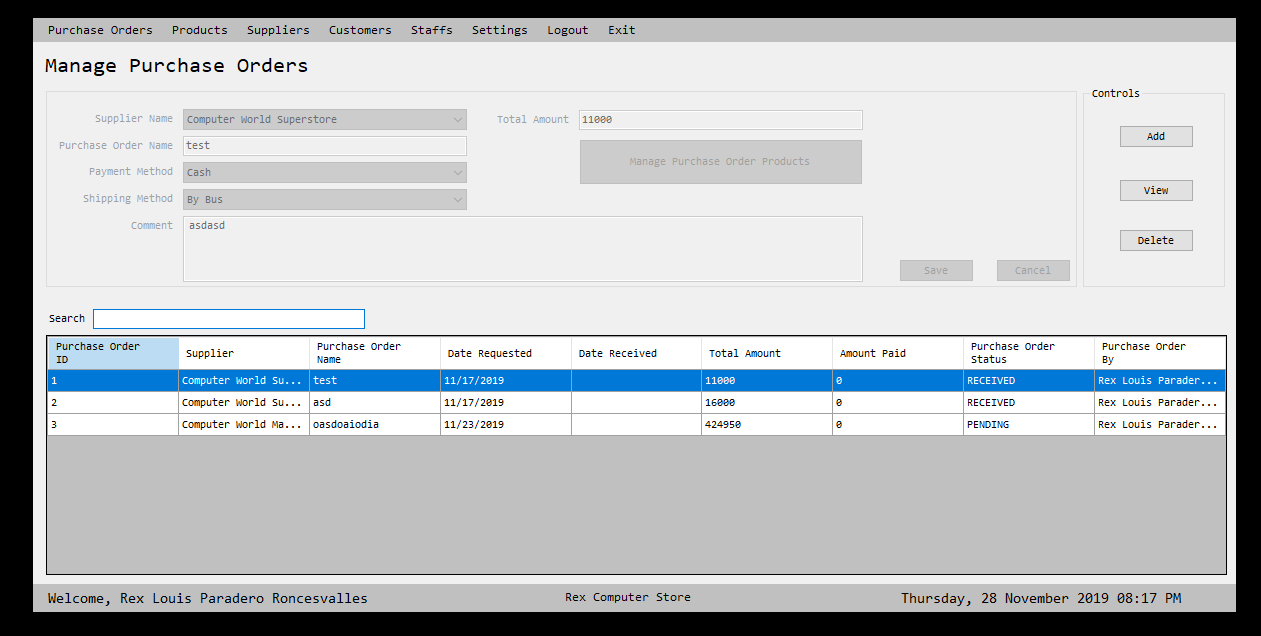 Purchase Orders Products Suppliers Customers Staffs Settings Logout Exit
Manage Purchase Orders
Supplier Name Computer World Superstore Total Amount 11000
Purchase Order Name test
Manage Purchase Order Products
Payment Method Cash
Shipping Method By Bus
Comment asdasd
Save Cancel
Controls
Add
View
Delete
Search
Purchase Order ID Supplier Purchase Order Name Date Requested Date Received Total Amount Amount Paid Purchase Order Status Purchase Order By
1 Computer World Su... test 11/17/2019 11000 0 RECEIVED Rex Louis Parader...
2 Computer World Su... asd 11/17/2019 16000 0 RECEIVED Rex Louis Parader...
3 Computer World Ma... oasdoaiodia 11/23/2019 424950 0 PENDING Rex Louis Parader...
Welcome, Rex Louis Paradero Roncesvalles Rex Computer Store Thursday, 28 November 2019 08:17 PM